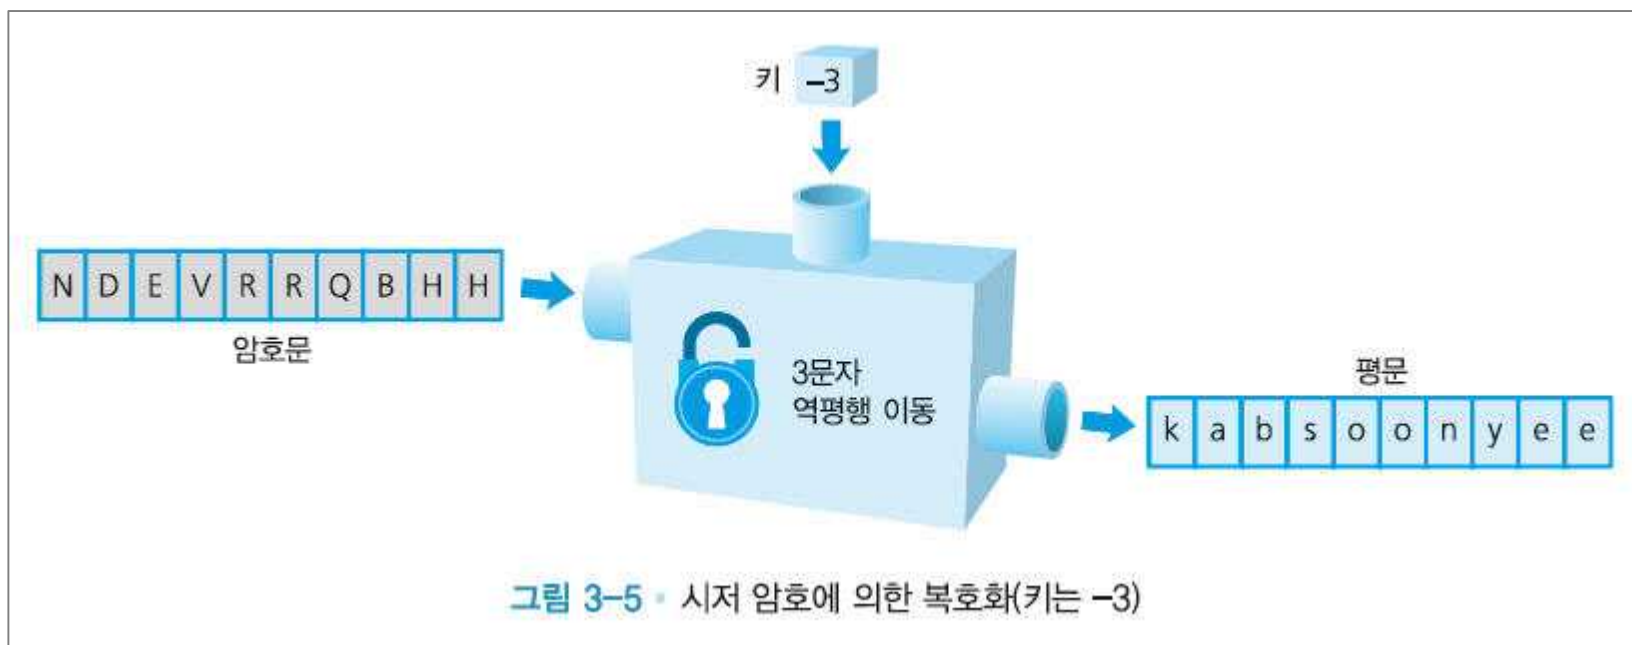 키 –3
N D E V R R Q B H H
암호문
3문자
역평행 이동
평문
k a b s o o n y e e
그림 3–5 • 시저 암호에 의한 복호화(키는 –3)